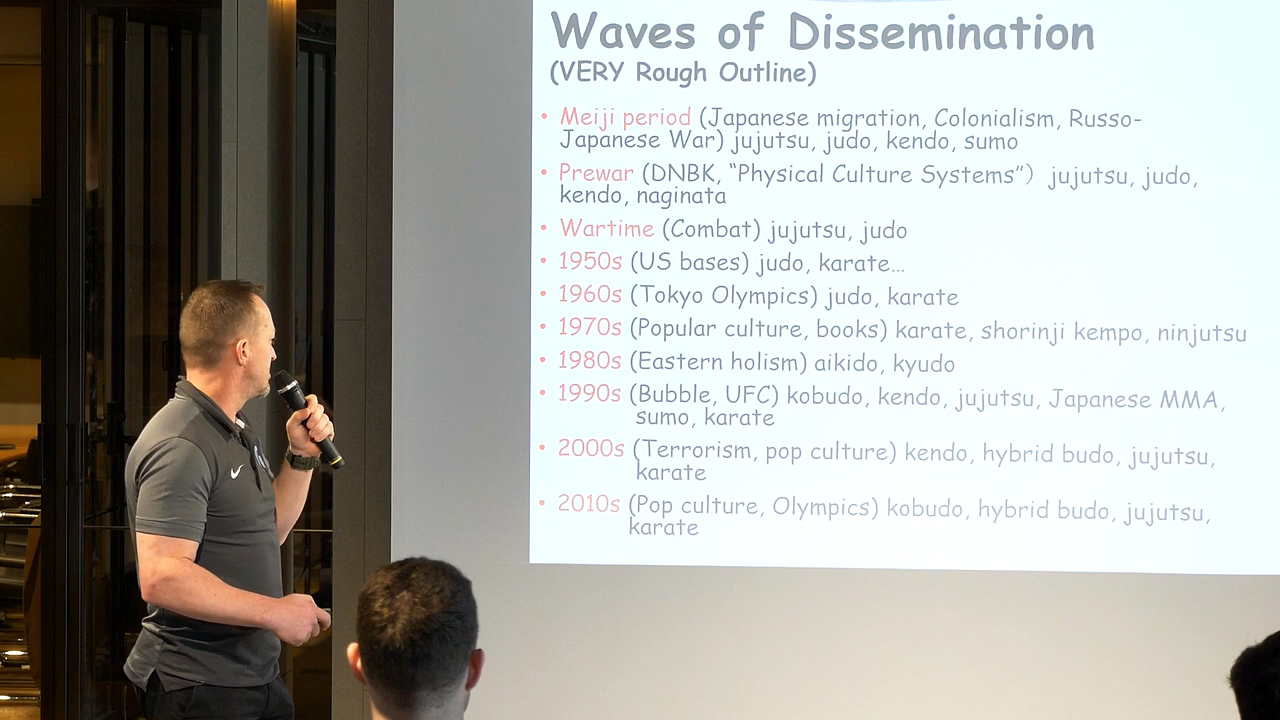 Waves of Dissemination
(VERY Rough Outline)
• Meiji period (Japanese migration, Colonialism, Russo-
Japanese War) jujutsu, judo, kendo, sumo
• Prewar (DNBK, “Physical Culture Systems”) jujutsu, judo,
kendo, naginata
• Wartime (Combat) jujutsu, judo
• 1950s (US bases) judo, karate…
• 1960s (Tokyo Olympics) judo, karate
• 1970s (Popular culture, books) karate, shorinji kempo, ninjutsu
• 1980s (Eastern holism) aikido, kyudo
• 1990s (Bubble, UFC) kobudo, kendo, jujutsu, Japanese MMA,
sumo, karate
• 2000s (Terrorism, pop culture) kendo, hybrid budo, jujutsu,
karate
• 2010s (Pop culture, Olympics) kobudo, hybrid budo, jujutsu,
karate